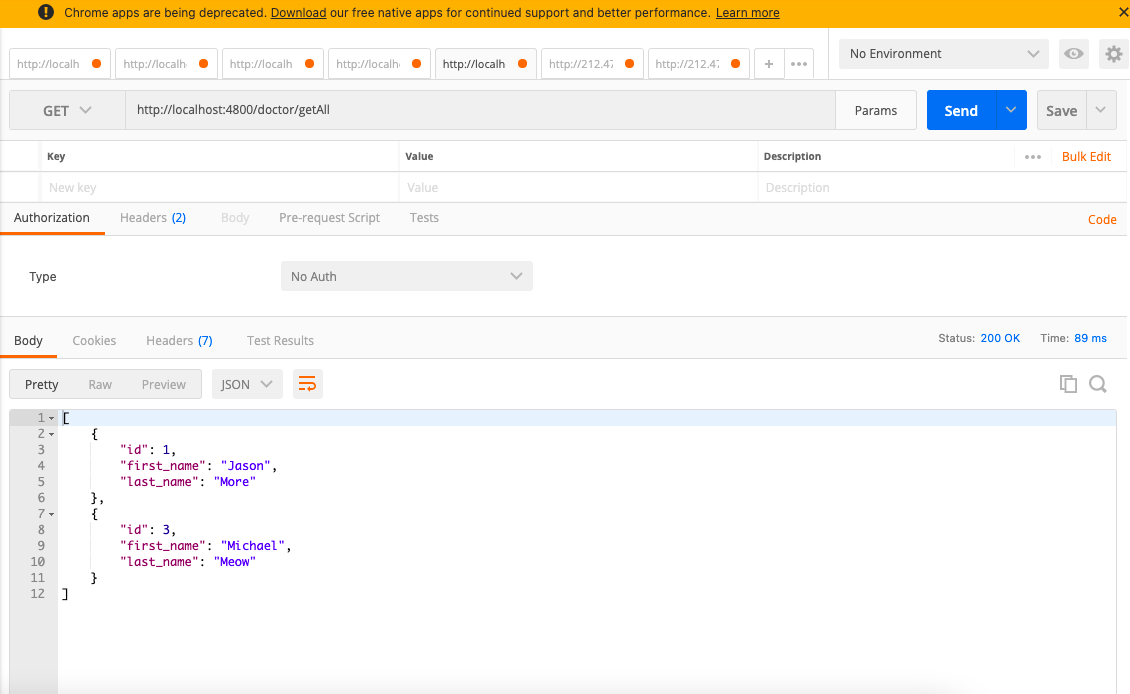 Chrome apps are being deprecated. Download our free native apps for continued support and better performance. Learn more
http://localh http://localh http://localh http://localh http://localh http://212.47 http://212.47 + •••
No Environment
GET http://localhost:4800/doctor/getAll Params Send Save
Key Value Description ••• Bulk Edit
New key Value Description
Authorization Headers (2) Body Pre-request Script Tests Code
Type No Auth
Body Cookies Headers (7) Test Results Status: 200 OK Time: 89 ms
Pretty Raw Preview JSON
1 [
2 {
3 "id": 1,
4 "first_name": "Jason",
5 "last_name": "More"
6 },
7 {
8 "id": 3,
9 "first_name": "Michael",
10 "last_name": "Meow"
11 }
12 ]